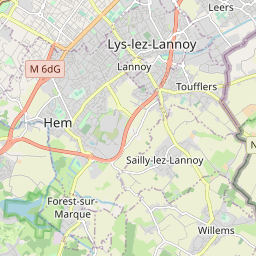 Leers
Lys-lez-Lannoy
Lannoy
M 6dG
Toufflers
Hem
Sailly-lez-Lannoy
N
Forest-sur-
Marque
Willems